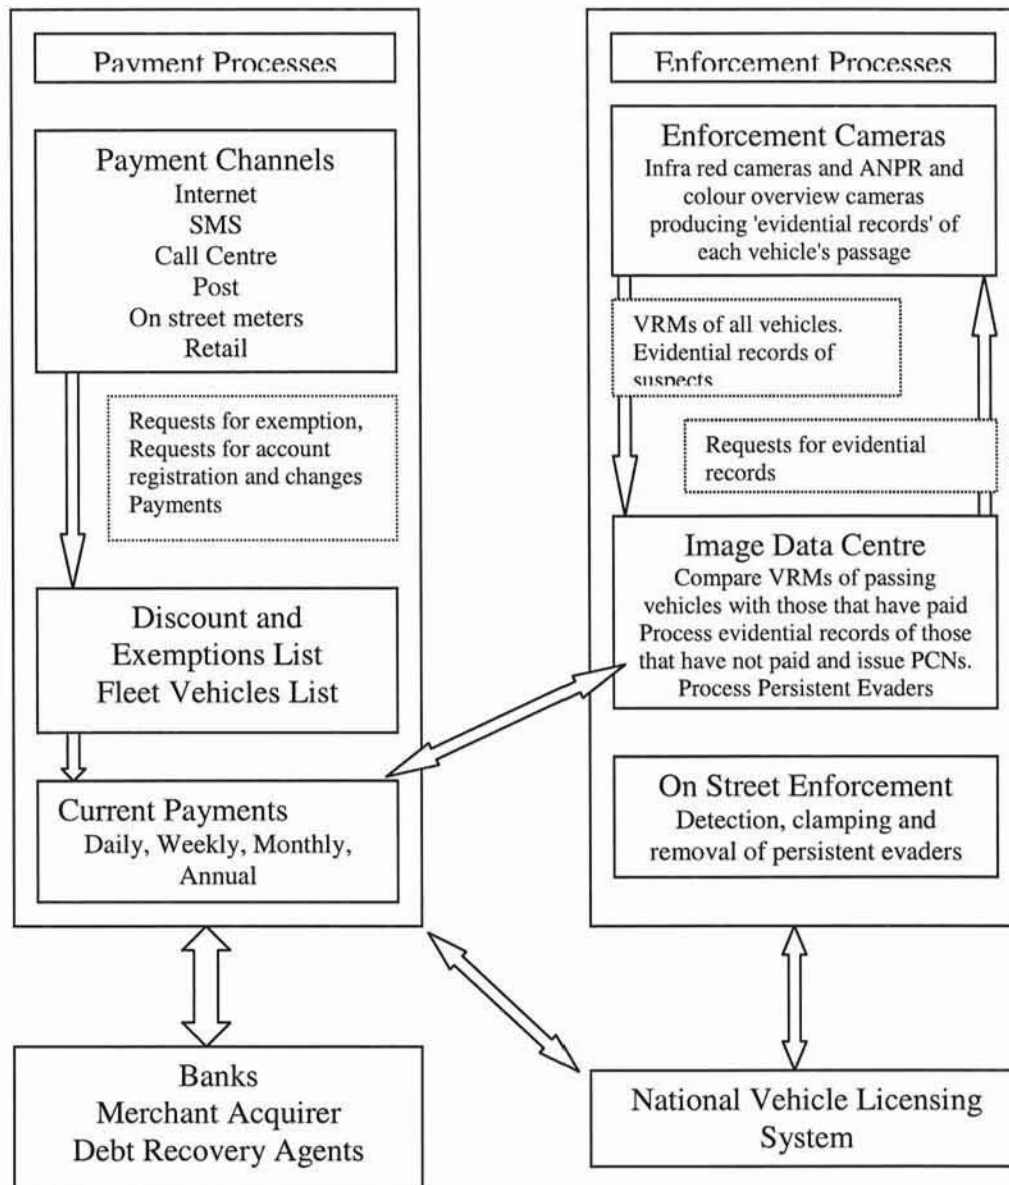 Payment Processes
Payment Channels
Internet
SMS
Call Centre
Post
On street meters
Retail
Requests for exemption,
Requests for account
registration and changes
Payments
Discount and
Exemptions List
Fleet Vehicles List
Current Payments
Daily, Weekly, Monthly,
Annual
Banks
Merchant Acquirer
Debt Recovery Agents
Enforcement Processes
Enforcement Cameras
Infra red cameras and ANPR and
colour overview cameras
producing 'evidential records' of
each vehicle's passage
VRMs of all vehicles.
Evidential records of
suspects
Requests for evidential
records
Image Data Centre
Compare VRMs of passing
vehicles with those that have paid
Process evidential records of those
that have not paid and issue PCNs.
Process Persistent Evaders
On Street Enforcement
Detection, clamping and
removal of persistent evaders
National Vehicle Licensing
System